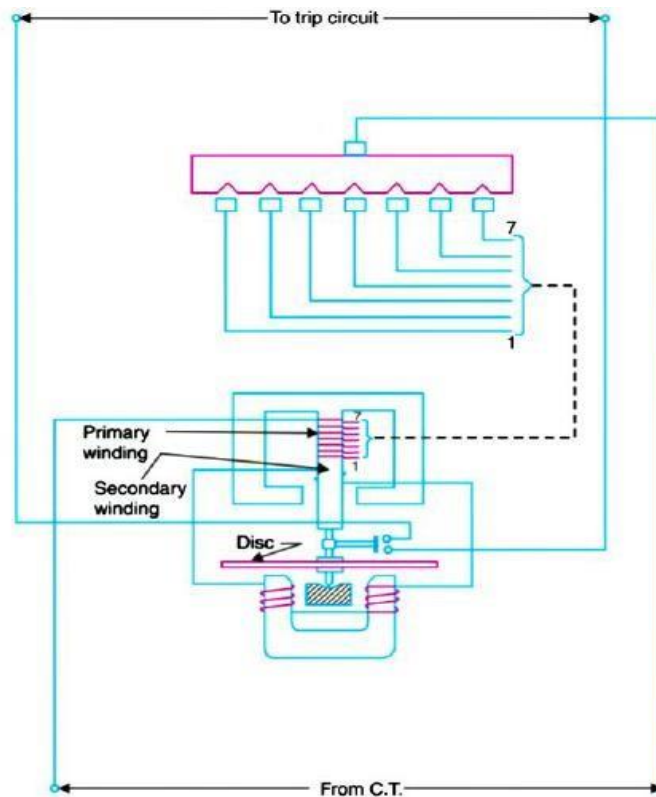 To trip circuit
7
1
Primary
winding
7
1
Secondary
winding
Disc
From C.T.